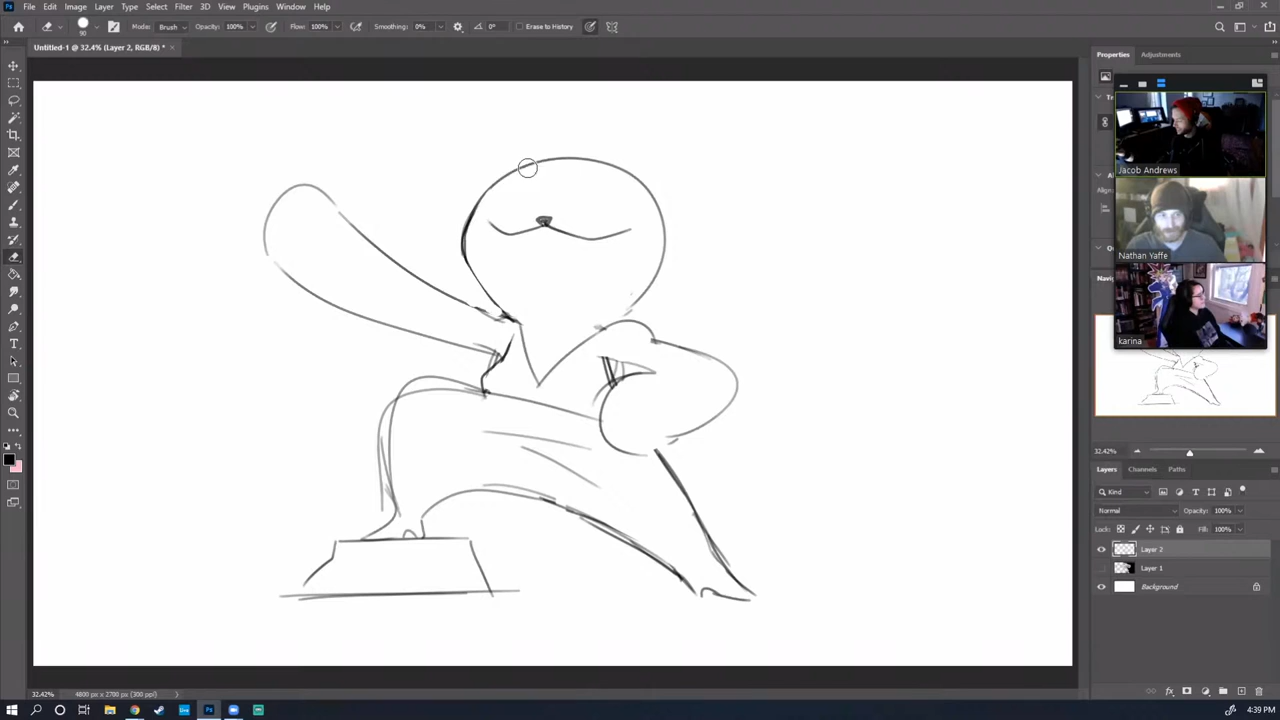 File Edit Image Layer Type Select Filter 3D View Plugins Window Help
90 Mode: Brush Opacity: 100% Flow: 100% Smoothing: 0% 0° Erase to History
Untitled-1 @ 32.4% (Layer 2, RGB/8) *
Properties Adjustments
Jacob Andrews
Nathan Yaffe
karina
32.42%
Layers Channels Paths
Kind
Normal Opacity: 100%
Lock: Fill: 100%
Layer 2
Layer 1
Background
32.42% 4800 px x 2700 px (300 ppi)
4:39 PM